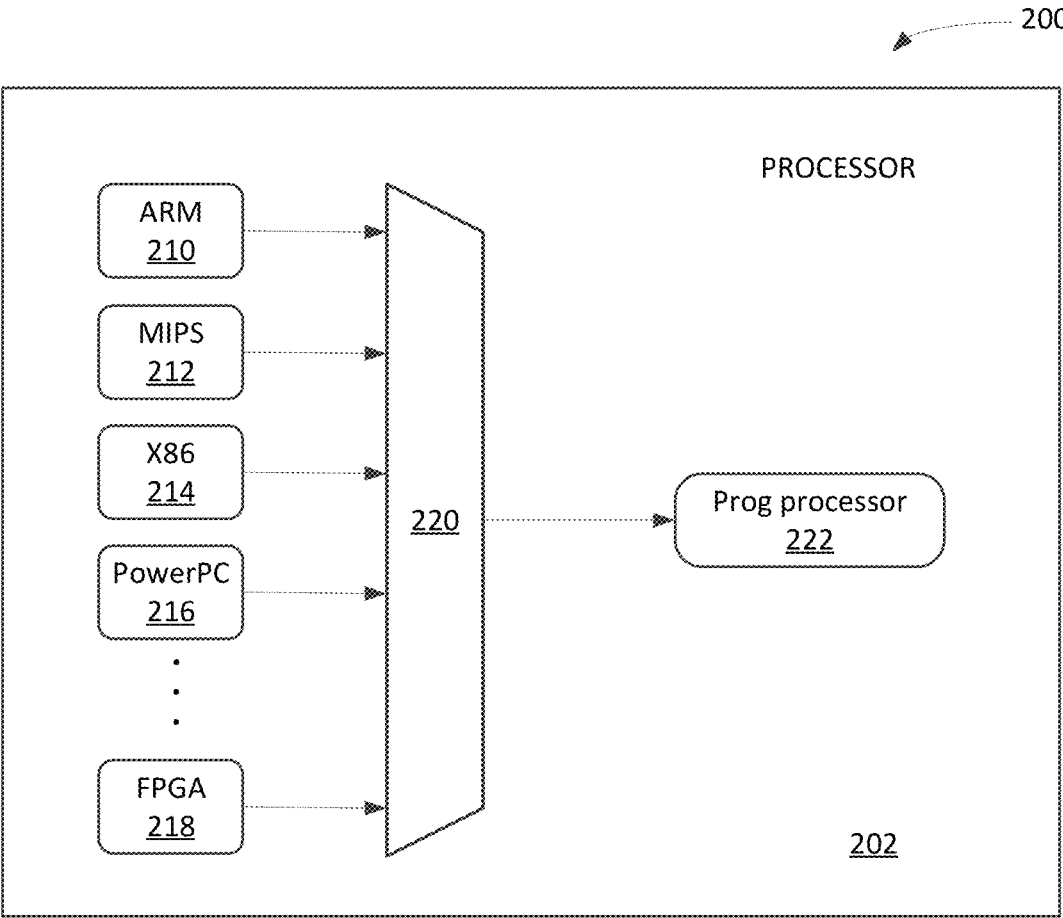 200
PROCESSOR
ARM
210
MIPS
212
X86
214
220
Prog processor
222
PowerPC
216
FPGA
218
202